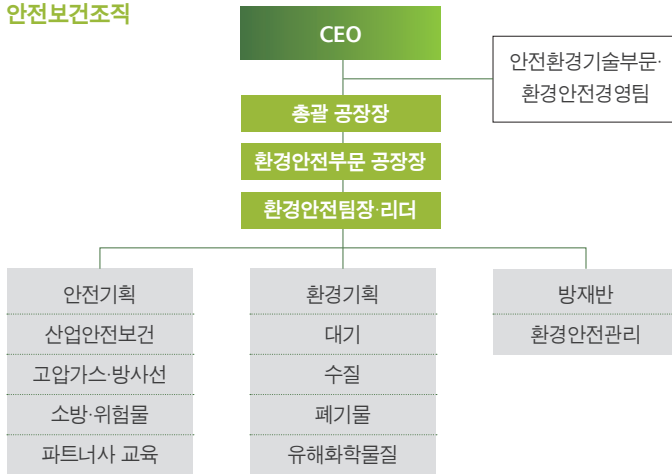 안전보건조직
CEO
안전환경기술부문·
환경안전경영팀
총괄 공장장
환경안전부문 공장장
환경안전팀장·리더
안전기획
산업안전보건
고압가스·방사선
소방·위험물
파트너사 교육
환경기획
대기
수질
폐기물
유해화학물질
방재반
환경안전관리